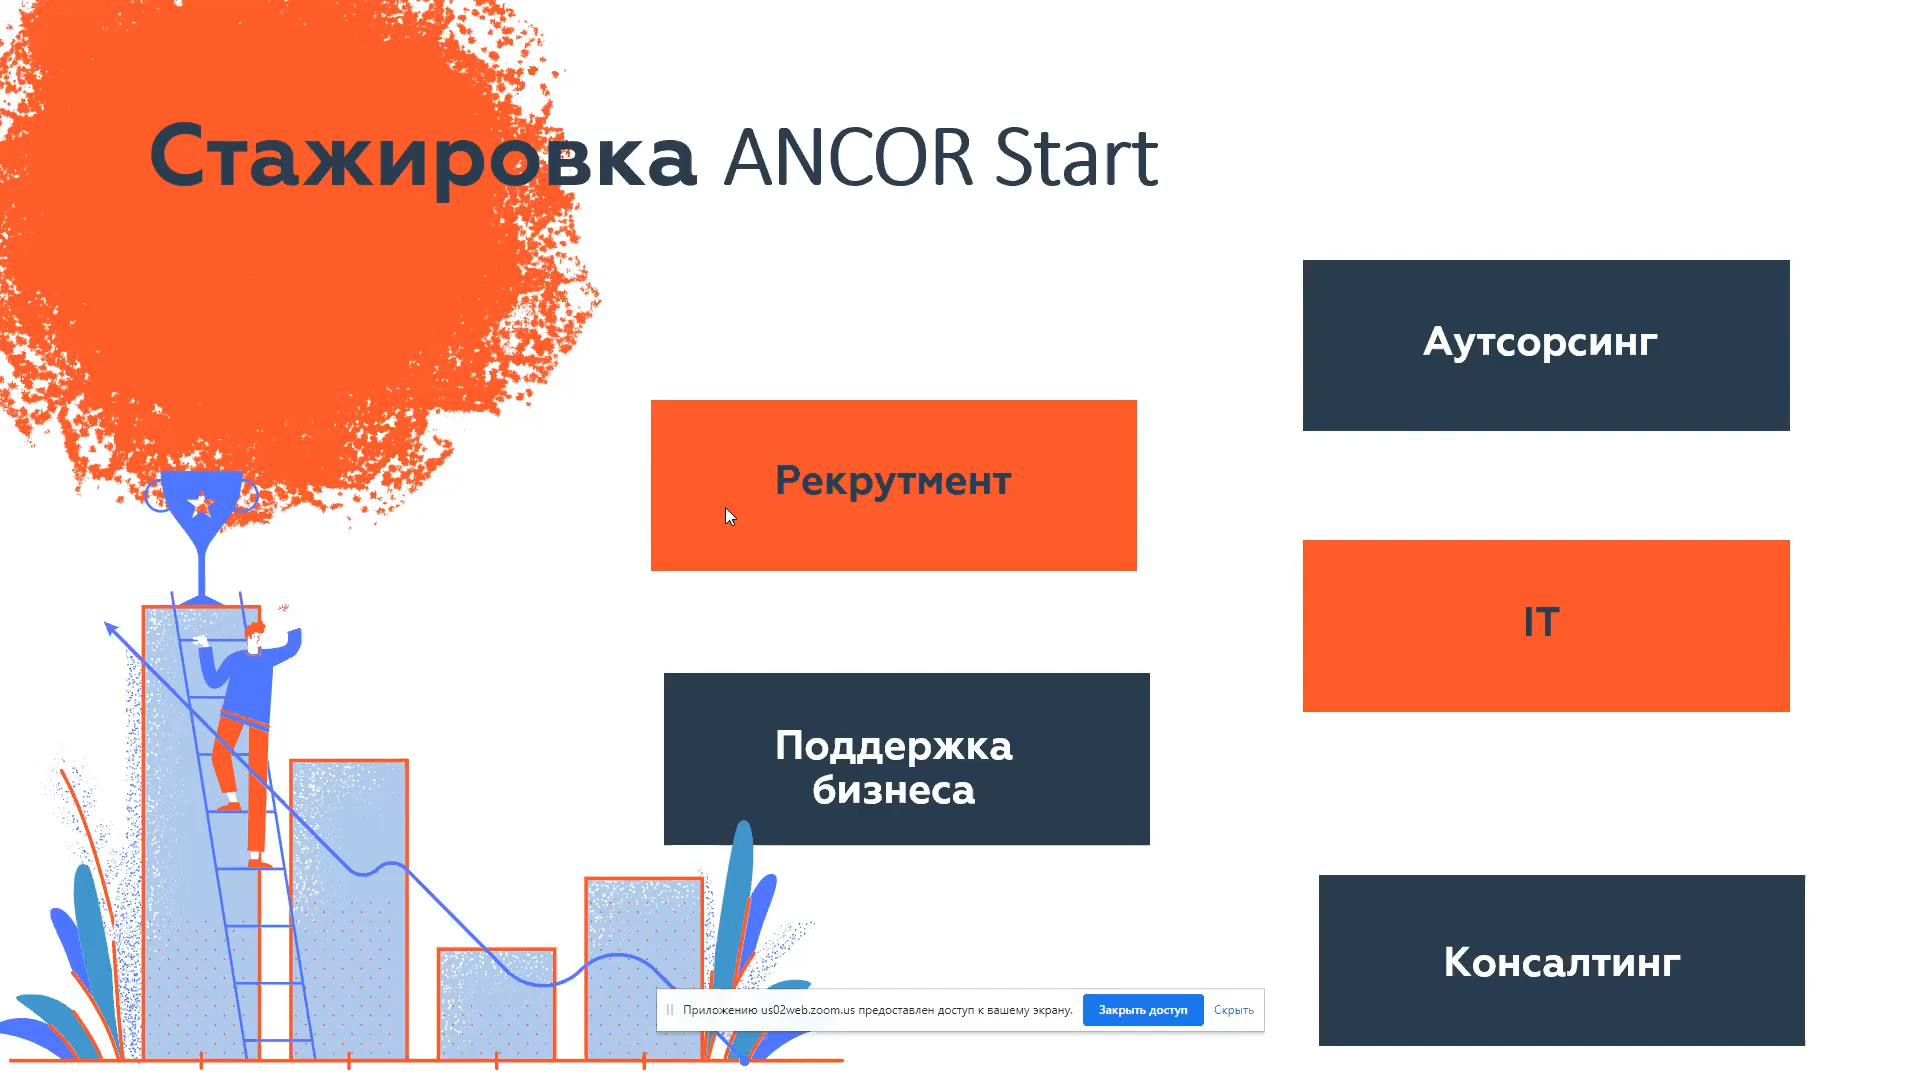 Стажировка ANCOR Start
Аутсорсинг
Рекрутмент
IT
Поддержка
бизнеса
Консалтинг
Приложению us02web.zoom.us предоставлен доступ к вашему экрану. Закрыть доступ Скрыть